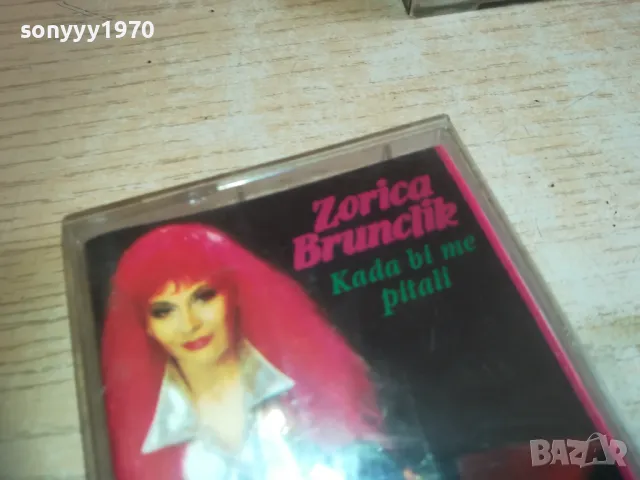 sonyyy1970
Zorica
Brunclik
Kada bi me
pitali
BAZAR